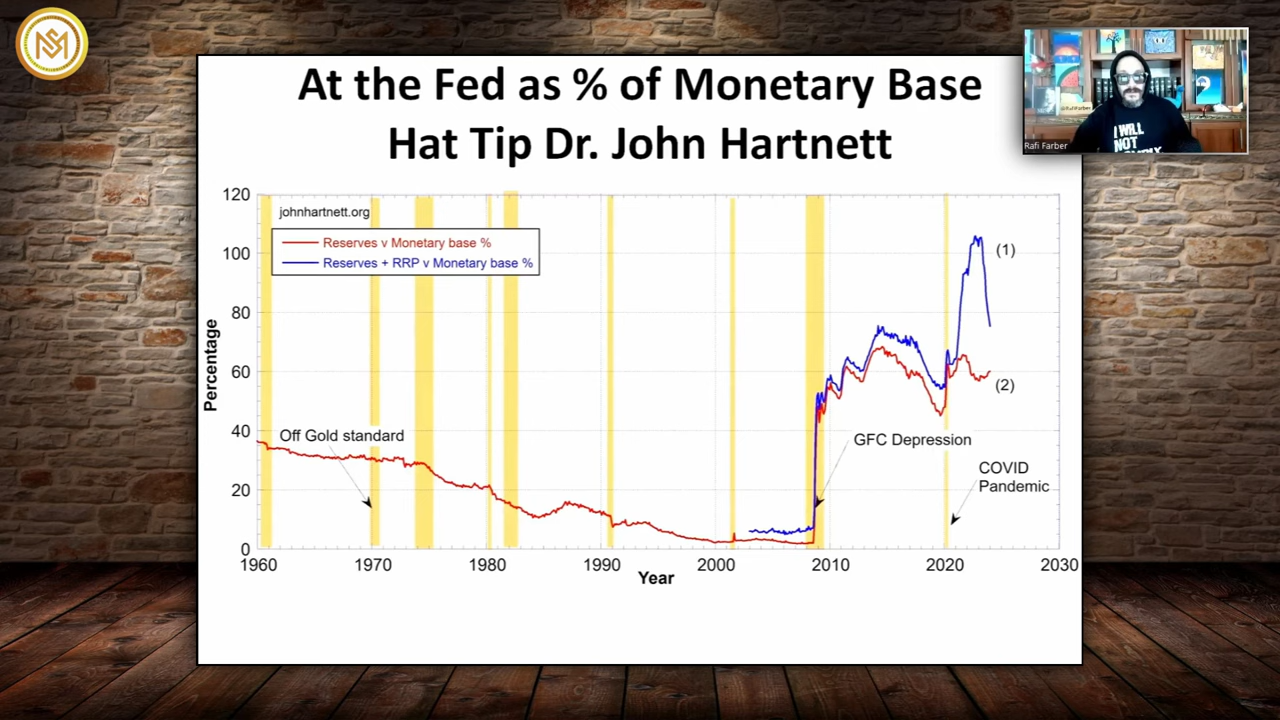 At the Fed as % of Monetary Base
Hat Tip Dr. John Hartnett
I WILL
NOT
Rafi Farber
johnhartnett.org
Reserves v Monetary base %
Reserves + RRP v Monetary base %
120
100
80
60
40
20
0
Percentage
(1)
(2)
Off Gold standard
GFC Depression
COVID
Pandemic
1960
1970
1980
1990
2000
2010
2020
2030
Year